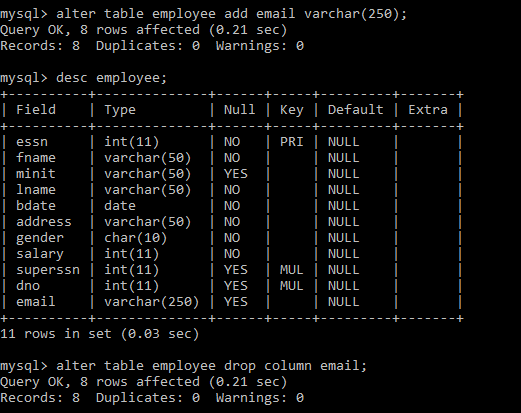 mysql> alter table employee add email varchar(250);
Query OK, 8 rows affected (0.21 sec)
Records: 8  Duplicates: 0  Warnings: 0

mysql> desc employee;
+----------+--------------+------+-----+---------+-------+
| Field    | Type         | Null | Key | Default | Extra |
+----------+--------------+------+-----+---------+-------+
| essn     | int(11)      | NO   | PRI | NULL    |       |
| fname    | varchar(50)  | NO   |     | NULL    |       |
| minit    | varchar(50)  | YES  |     | NULL    |       |
| lname    | varchar(50)  | NO   |     | NULL    |       |
| bdate    | date         | NO   |     | NULL    |       |
| address  | varchar(50)  | NO   |     | NULL    |       |
| gender   | char(10)     | NO   |     | NULL    |       |
| salary   | int(11)      | NO   |     | NULL    |       |
| superssn | int(11)      | YES  | MUL | NULL    |       |
| dno      | int(11)      | YES  | MUL | NULL    |       |
| email    | varchar(250) | YES  |     | NULL    |       |
+----------+--------------+------+-----+---------+-------+
11 rows in set (0.03 sec)

mysql> alter table employee drop column email;
Query OK, 8 rows affected (0.21 sec)
Records: 8  Duplicates: 0  Warnings: 0